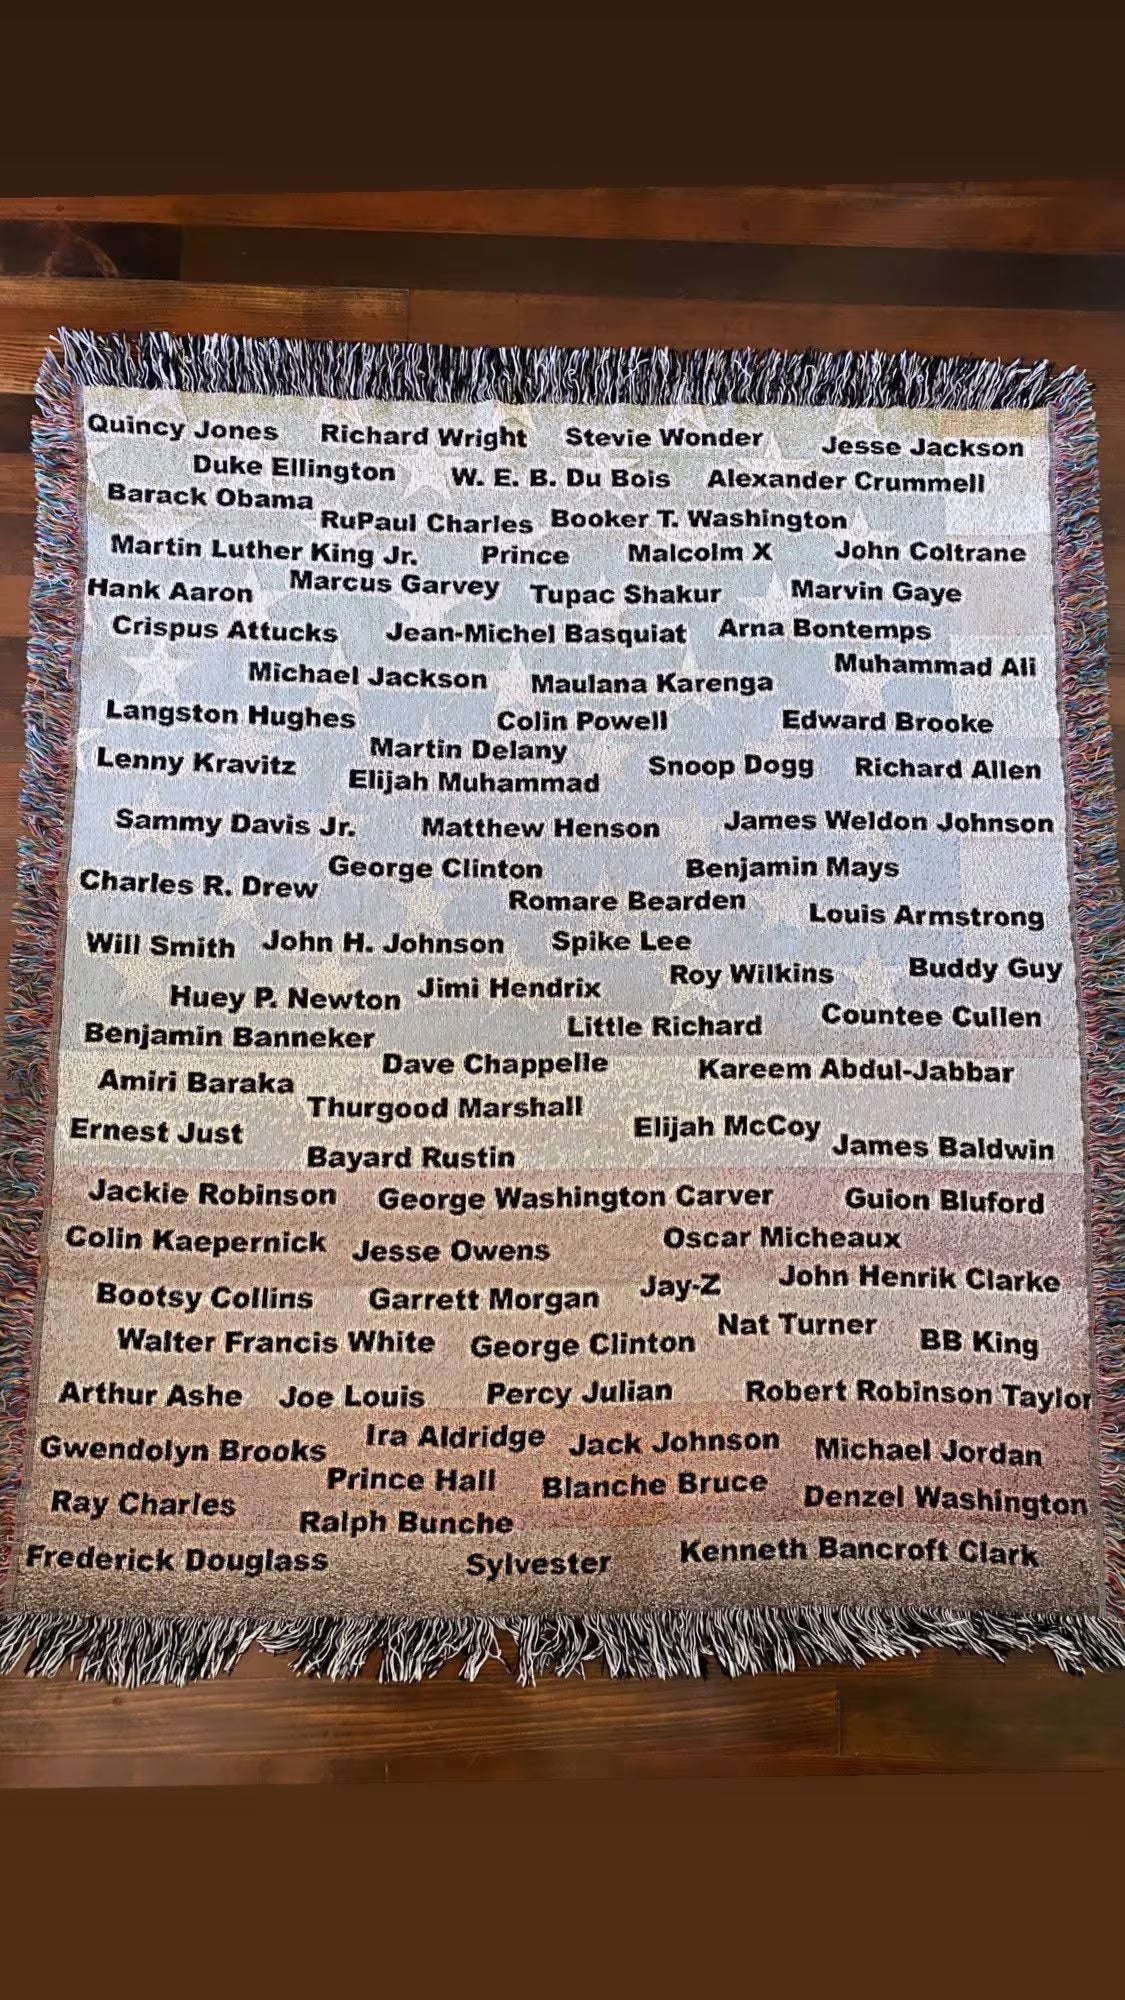 Quincy Jones Richard Wright Stevie Wonder Jesse Jackson
Duke Ellington W. E. B. Du Bois Alexander Crummell
Barack Obama RuPaul Charles Booker T. Washington
Martin Luther King Jr. Prince Malcolm X John Coltrane
Hank Aaron Marcus Garvey Tupac Shakur Marvin Gaye
Crispus Attucks Jean-Michel Basquiat Arna Bontemps
Michael Jackson Maulana Karenga Muhammad Ali
Langston Hughes Colin Powell Edward Brooke
Martin Delany
Lenny Kravitz Elijah Muhammad Snoop Dogg Richard Allen
Sammy Davis Jr. Matthew Henson James Weldon Johnson
George Clinton Benjamin Mays
Charles R. Drew Romare Bearden Louis Armstrong
Will Smith John H. Johnson Spike Lee
Roy Wilkins Buddy Guy
Huey P. Newton Jimi Hendrix
Benjamin Banneker Little Richard Countee Cullen
Dave Chappelle Kareem Abdul-Jabbar
Amiri Baraka Thurgood Marshall
Ernest Just Elijah McCoy James Baldwin
Bayard Rustin
Jackie Robinson George Washington Carver Guion Bluford
Colin Kaepernick Jesse Owens Oscar Micheaux
Bootsy Collins Garrett Morgan Jay-Z John Henrik Clarke
Walter Francis White George Clinton Nat Turner BB King
Arthur Ashe Joe Louis Percy Julian Robert Robinson Taylor
Gwendolyn Brooks Ira Aldridge Jack Johnson Michael Jordan
Prince Hall Blanche Bruce
Ray Charles Ralph Bunche Denzel Washington
Frederick Douglass Sylvester Kenneth Bancroft Clark